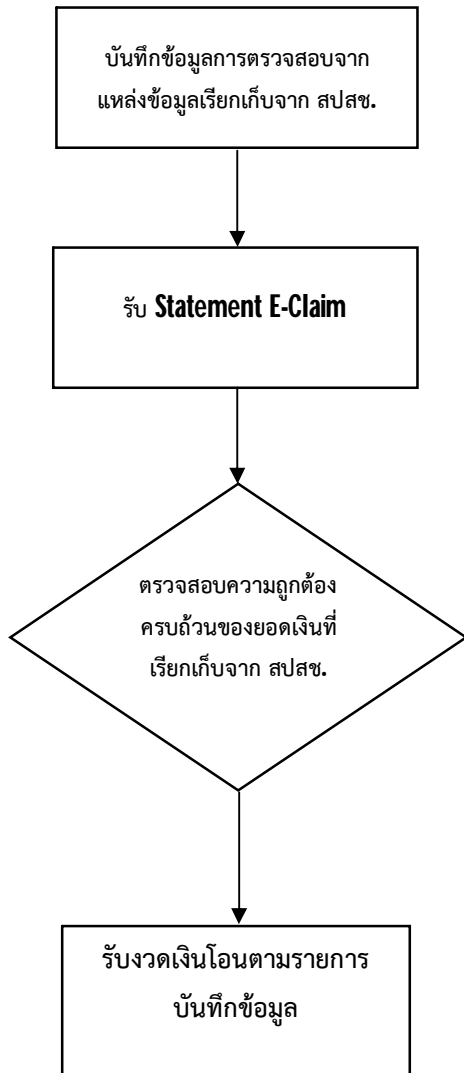 บันทึกข้อมูลการตรวจสอบจาก
แหล่งข้อมูลเรียกเก็บจาก สปสช.
รับ Statement E-Claim
ตรวจสอบความถูกต้อง
ครบถ้วนของยอดเงินที่
เรียกเก็บจาก สปสช.
รับงวดเงินโอนตามรายการ
บันทึกข้อมูล